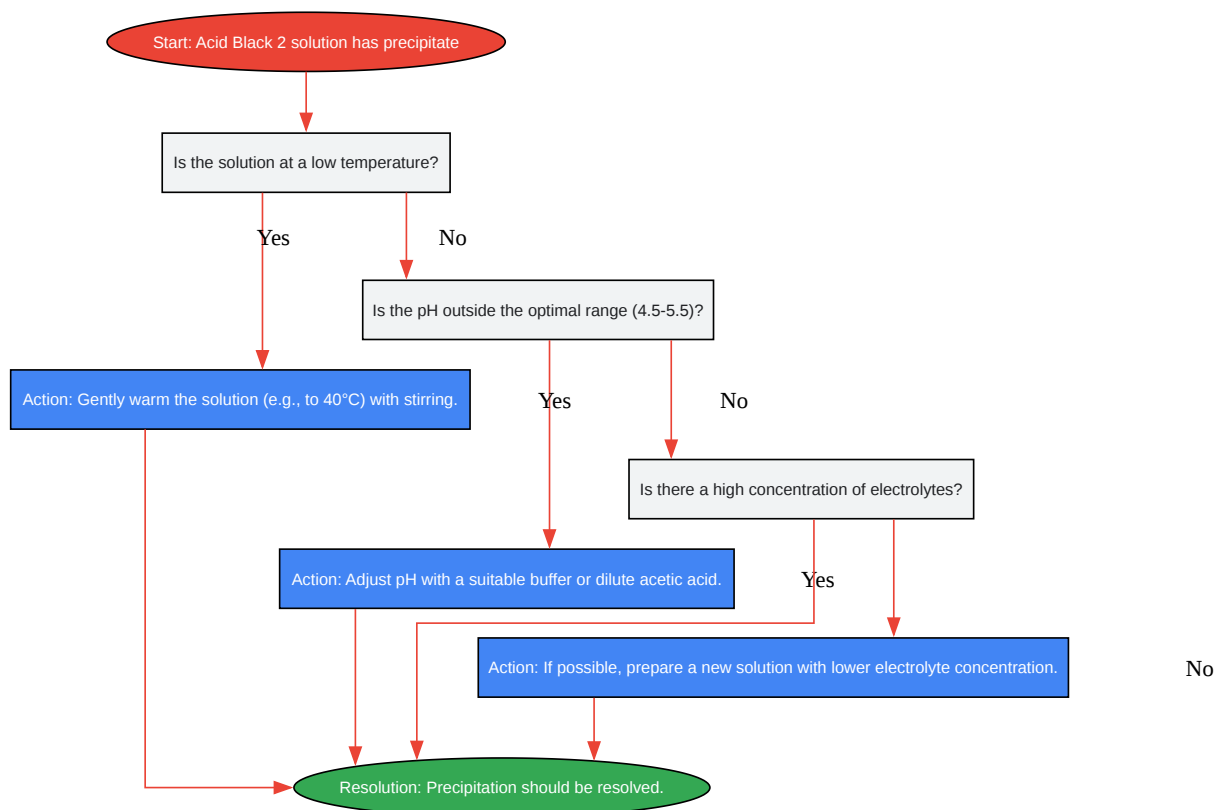 Start: Acid Black 2 solution has precipitate
Is the solution at a low temperature?
Yes
No
Is the pH outside the optimal range (4.5-5.5)?
Action: Gently warm the solution (e.g., to 40°C) with stirring.
Yes
No
Is there a high concentration of electrolytes?
Action: Adjust pH with a suitable buffer or dilute acetic acid.
Yes
Action: If possible, prepare a new solution with lower electrolyte concentration.
No
Resolution: Precipitation should be resolved.